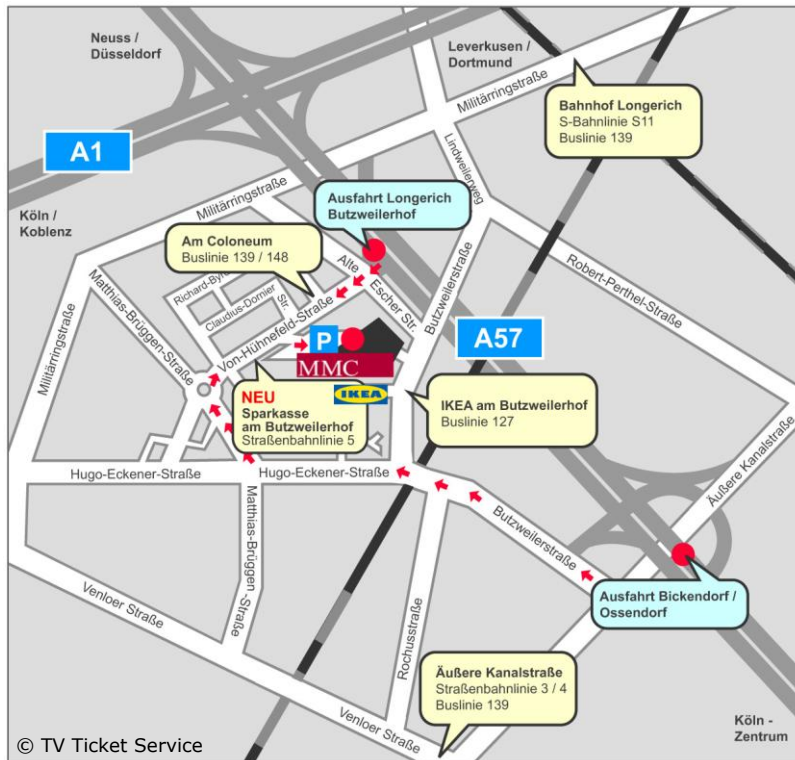 Neuss /
Düsseldorf
Leverkusen /
Dortmund
Militärringstraße
Bahnhof Longerich
S-Bahnlinie S11
Buslinie 139
A1
Lindweilerweg
Köln /
Koblenz
Militärringstraße
Ausfahrt Longerich
Butzweilerhof
Am Coloneum
Buslinie 139 / 148
Alte
Escher Str.
Butzweilerstraße
Robert-Perthel-Straße
Matthias-Brüggen-Straße
Claudius-Dornier
Str.
Von-Hühnefeld-Straße
Militärringstraße
P
MMC
A57
IKEA
NEU
Sparkasse
am Butzweilerhof
Straßenbahnlinie 5
IKEA am Butzweilerhof
Buslinie 127
Äußere Kanalstraße
Hugo-Eckener-Straße
Hugo-Eckener-Straße
Matthias-Brüggen
-Straße
Butzweilerstraße
Venloer Straße
Rochusstraße
Ausfahrt Bickendorf /
Ossendorf
Äußere Kanalstraße
Straßenbahnlinie 3 / 4
Buslinie 139
Venloer Straße
Köln -
Zentrum
© TV Ticket Service